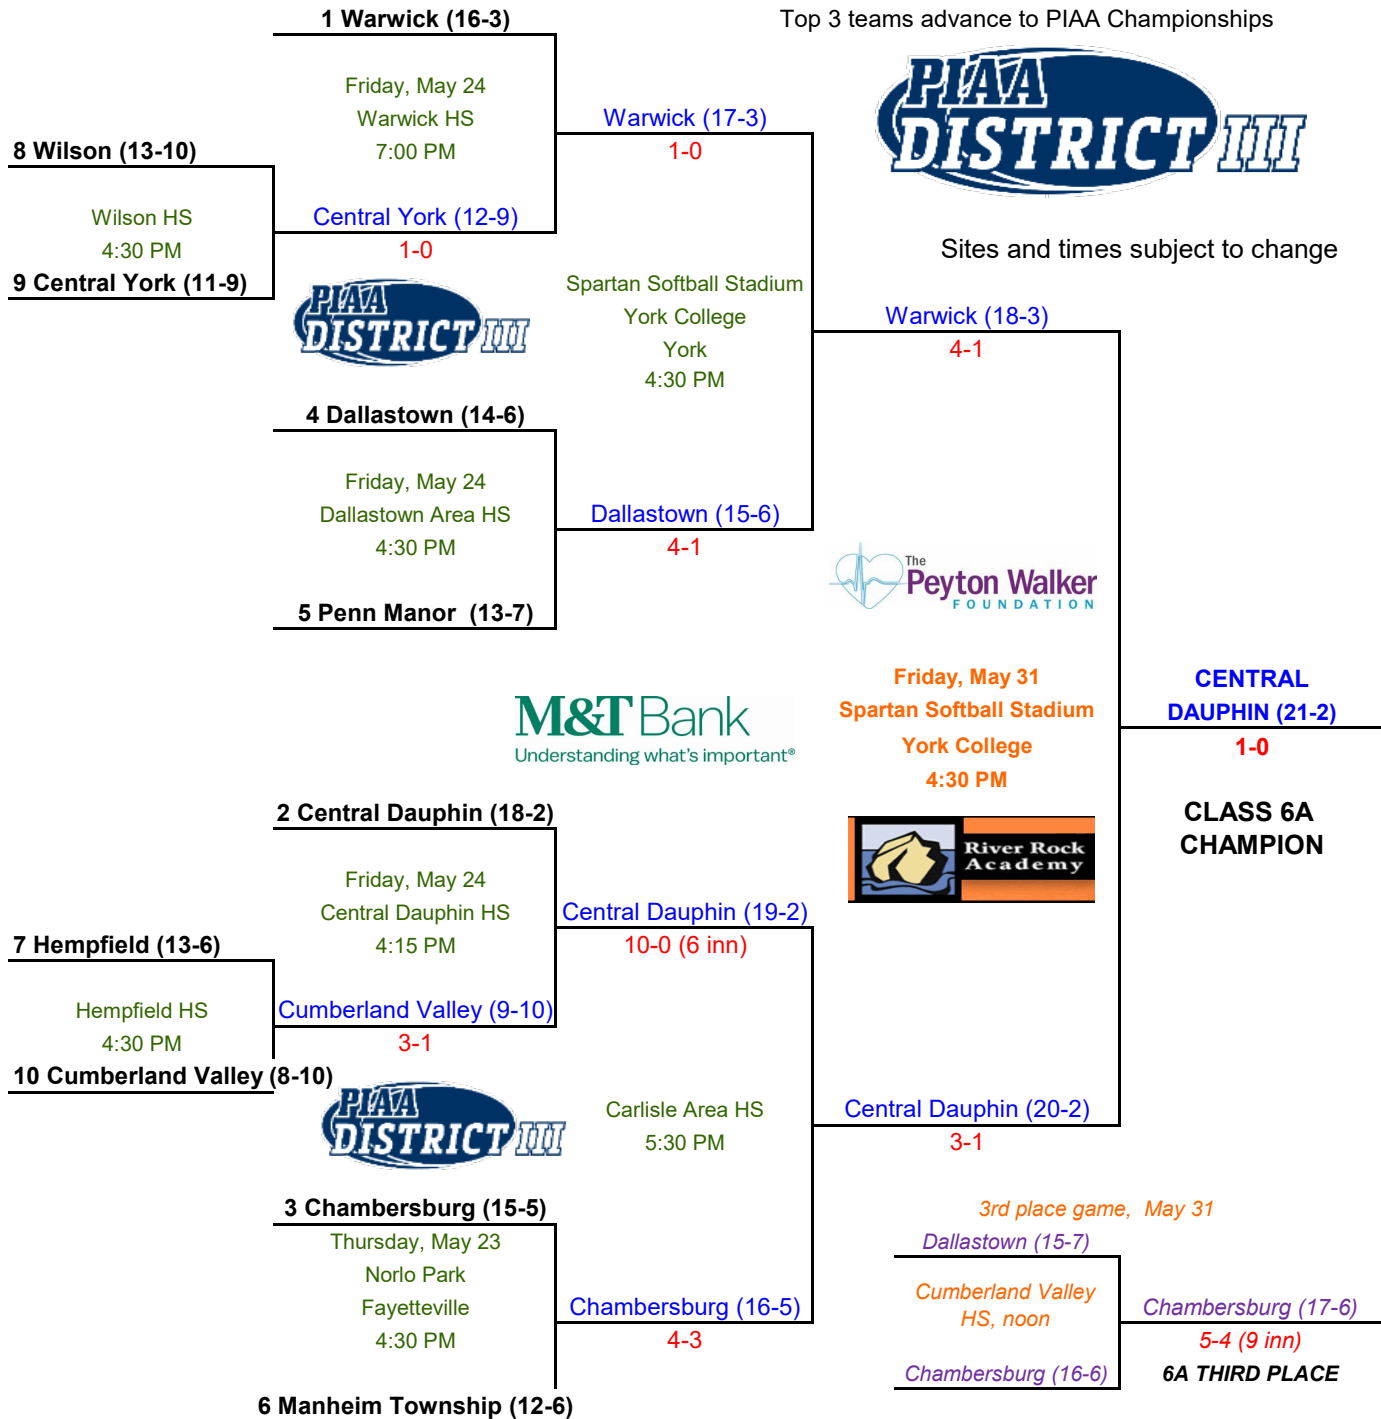 1 Warwick (16-3)
Top 3 teams advance to PIAA Championships
PIAA
DISTRICT III
Friday, May 24
Warwick HS
7:00 PM
Warwick (17-3)
1-0
8 Wilson (13-10)
Wilson HS
4:30 PM
Central York (12-9)
1-0
9 Central York (11-9)
Sites and times subject to change
PIAA
DISTRICT III
Spartan Softball Stadium
York College
York
4:30 PM
Warwick (18-3)
4-1
4 Dallastown (14-6)
Friday, May 24
Dallastown Area HS
4:30 PM
Dallastown (15-6)
4-1
5 Penn Manor (13-7)
The
Peyton Walker
FOUNDATION
M&T Bank
Understanding what's important®
Friday, May 31
Spartan Softball Stadium
York College
4:30 PM
CENTRAL
DAUPHIN (21-2)
1-0
CLASS 6A
CHAMPION
River Rock
Academy
2 Central Dauphin (18-2)
Friday, May 24
Central Dauphin HS
4:15 PM
Central Dauphin (19-2)
10-0 (6 inn)
7 Hempfield (13-6)
Hempfield HS
4:30 PM
Cumberland Valley (9-10)
3-1
10 Cumberland Valley (8-10)
PIAA
DISTRICT III
Carlisle Area HS
5:30 PM
Central Dauphin (20-2)
3-1
3 Chambersburg (15-5)
Thursday, May 23
Norlo Park
Fayetteville
4:30 PM
Chambersburg (16-5)
4-3
6 Manheim Township (12-6)
3rd place game, May 31
Dallastown (15-7)
Cumberland Valley
HS, noon
Chambersburg (16-6)
Chambersburg (17-6)
5-4 (9 inn)
6A THIRD PLACE